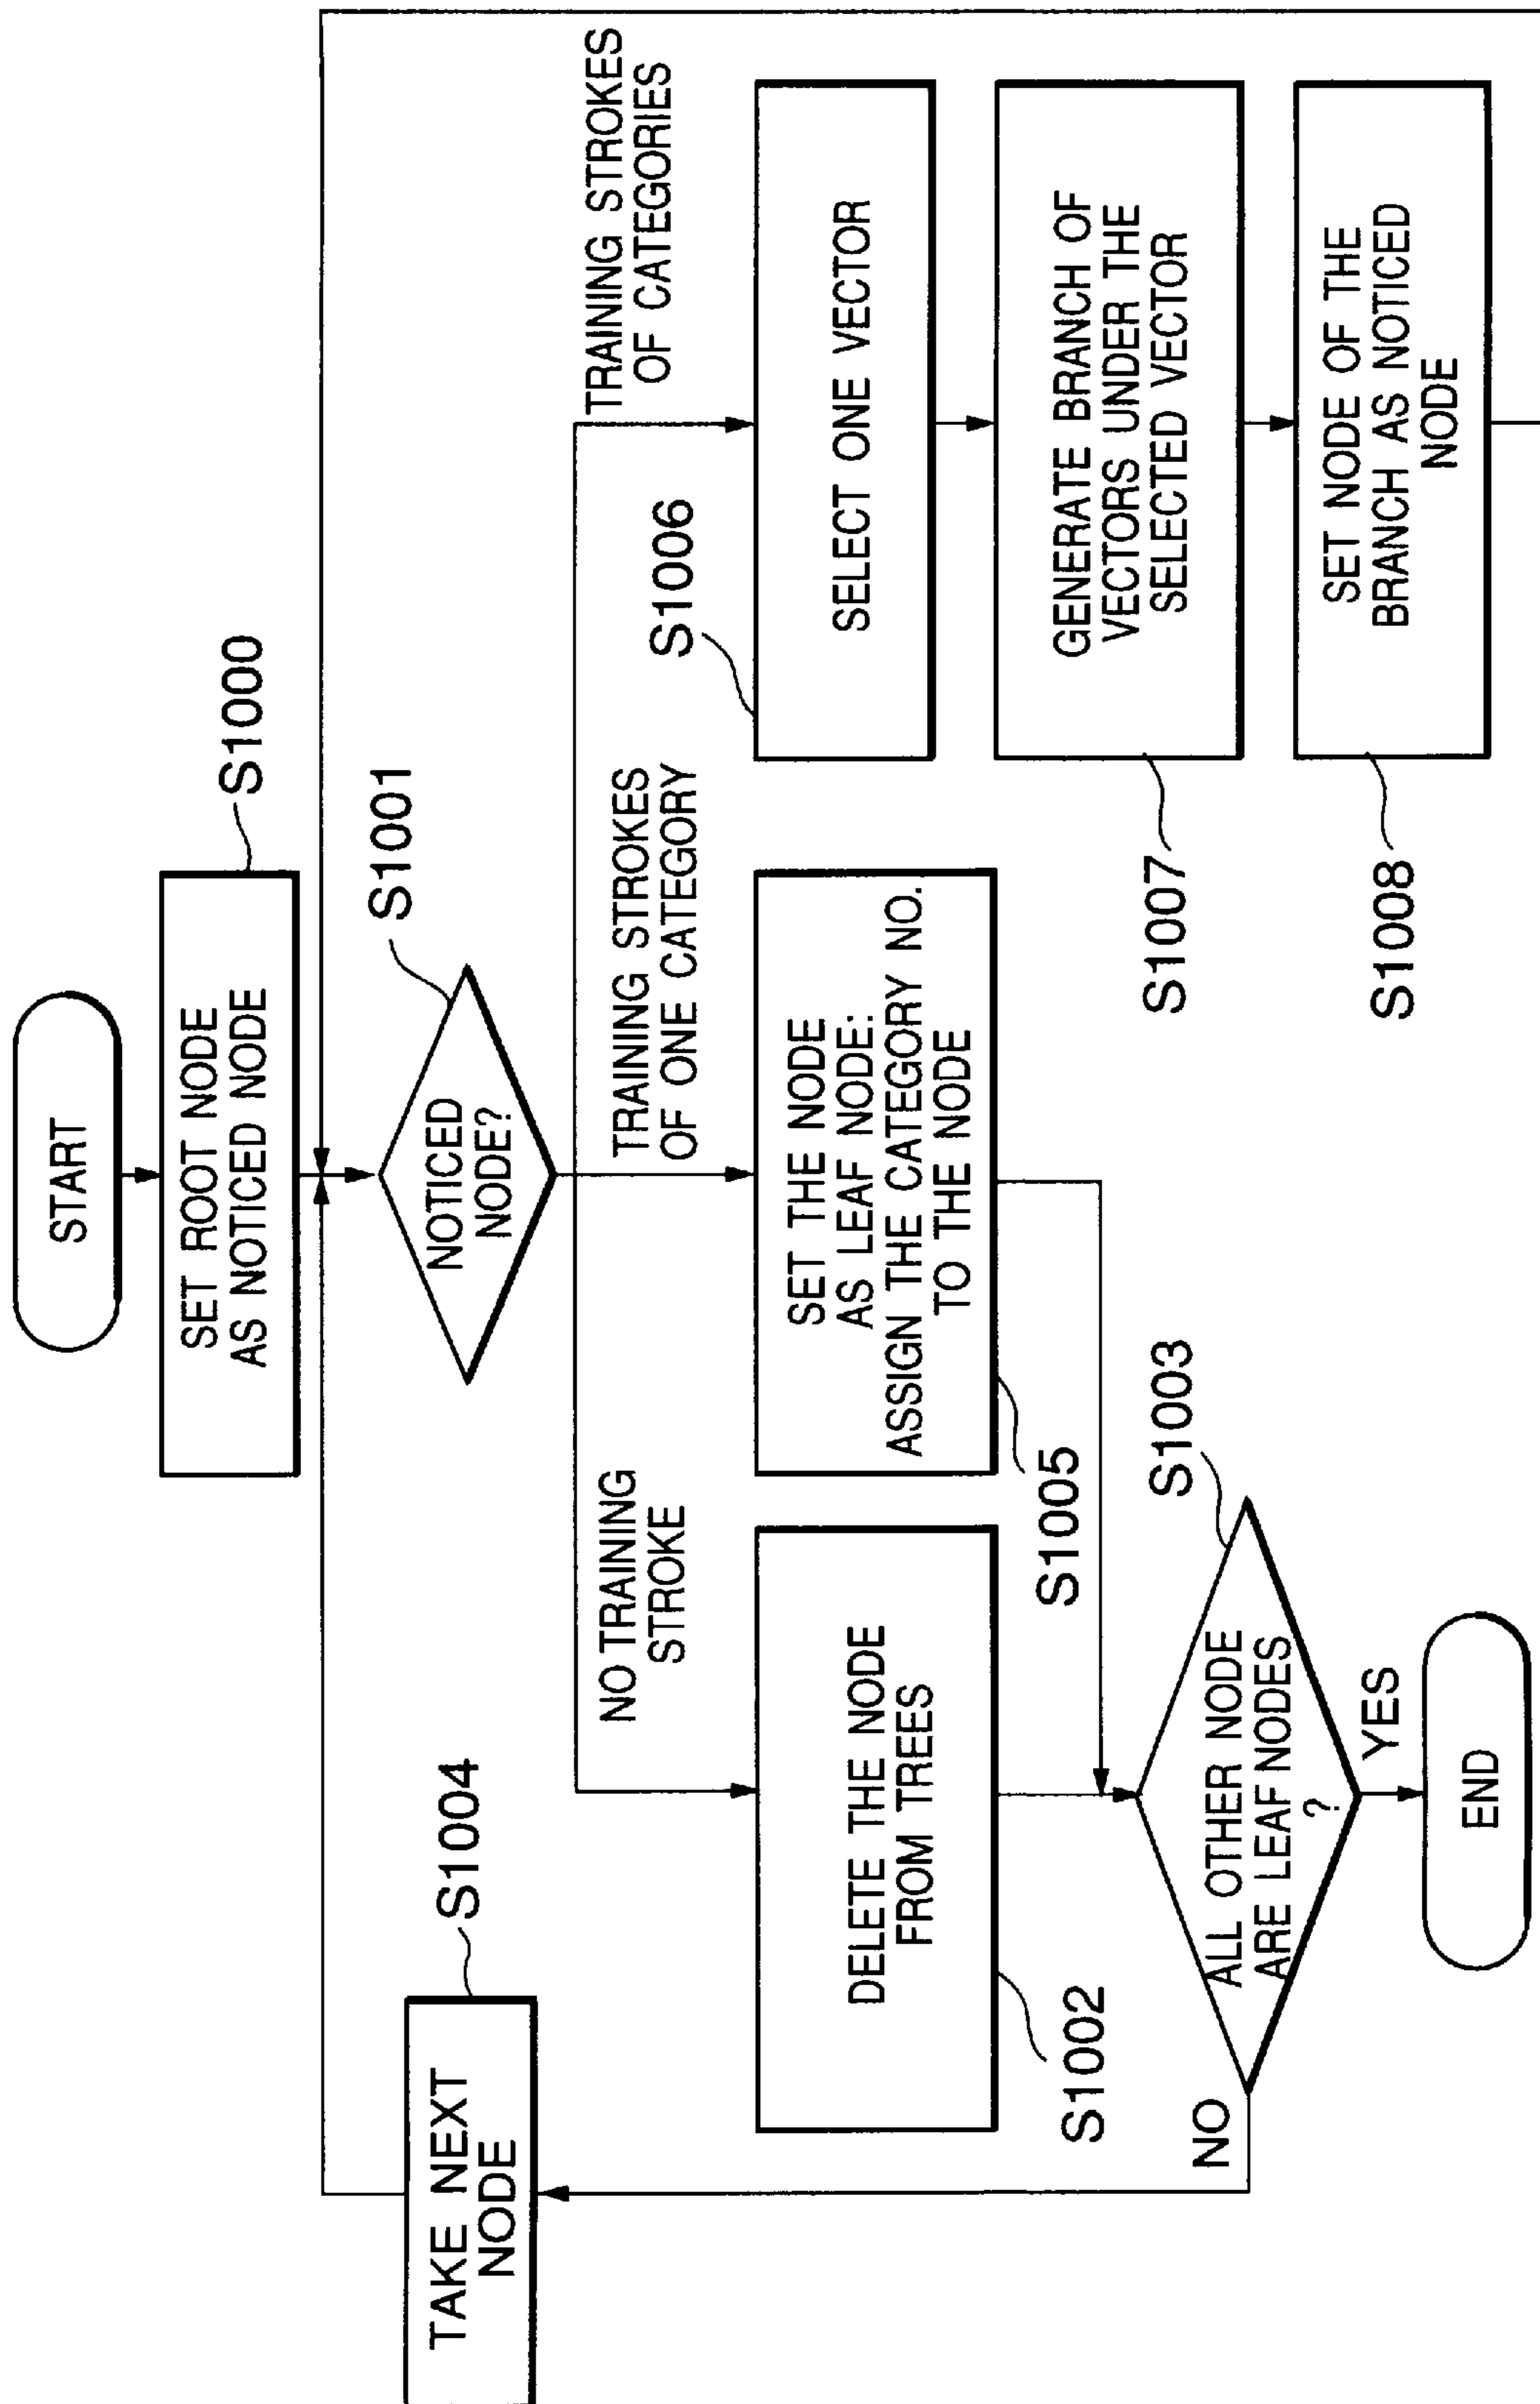 START
SET ROOT NODE
AS NOTICED NODE
S1000
NOTICED
NODE?
S1001
TAKE NEXT
NODE
S1004
NO TRAINING
STROKE
TRAINING STROKES
OF ONE CATEGORY
TRAINING STROKES
OF CATEGORIES
DELETE THE NODE
FROM TREES
S1002
SET THE NODE
AS LEAF NODE:
ASSIGN THE CATEGORY NO.
TO THE NODE
S1005
S1006
SELECT ONE VECTOR
GENERATE BRANCH OF
VECTORS UNDER THE
SELECTED VECTOR
S1007
SET NODE OF THE
BRANCH AS NOTICED
NODE
S1008
ALL OTHER NODE
ARE LEAF NODES
?
S1003
NO
YES
END